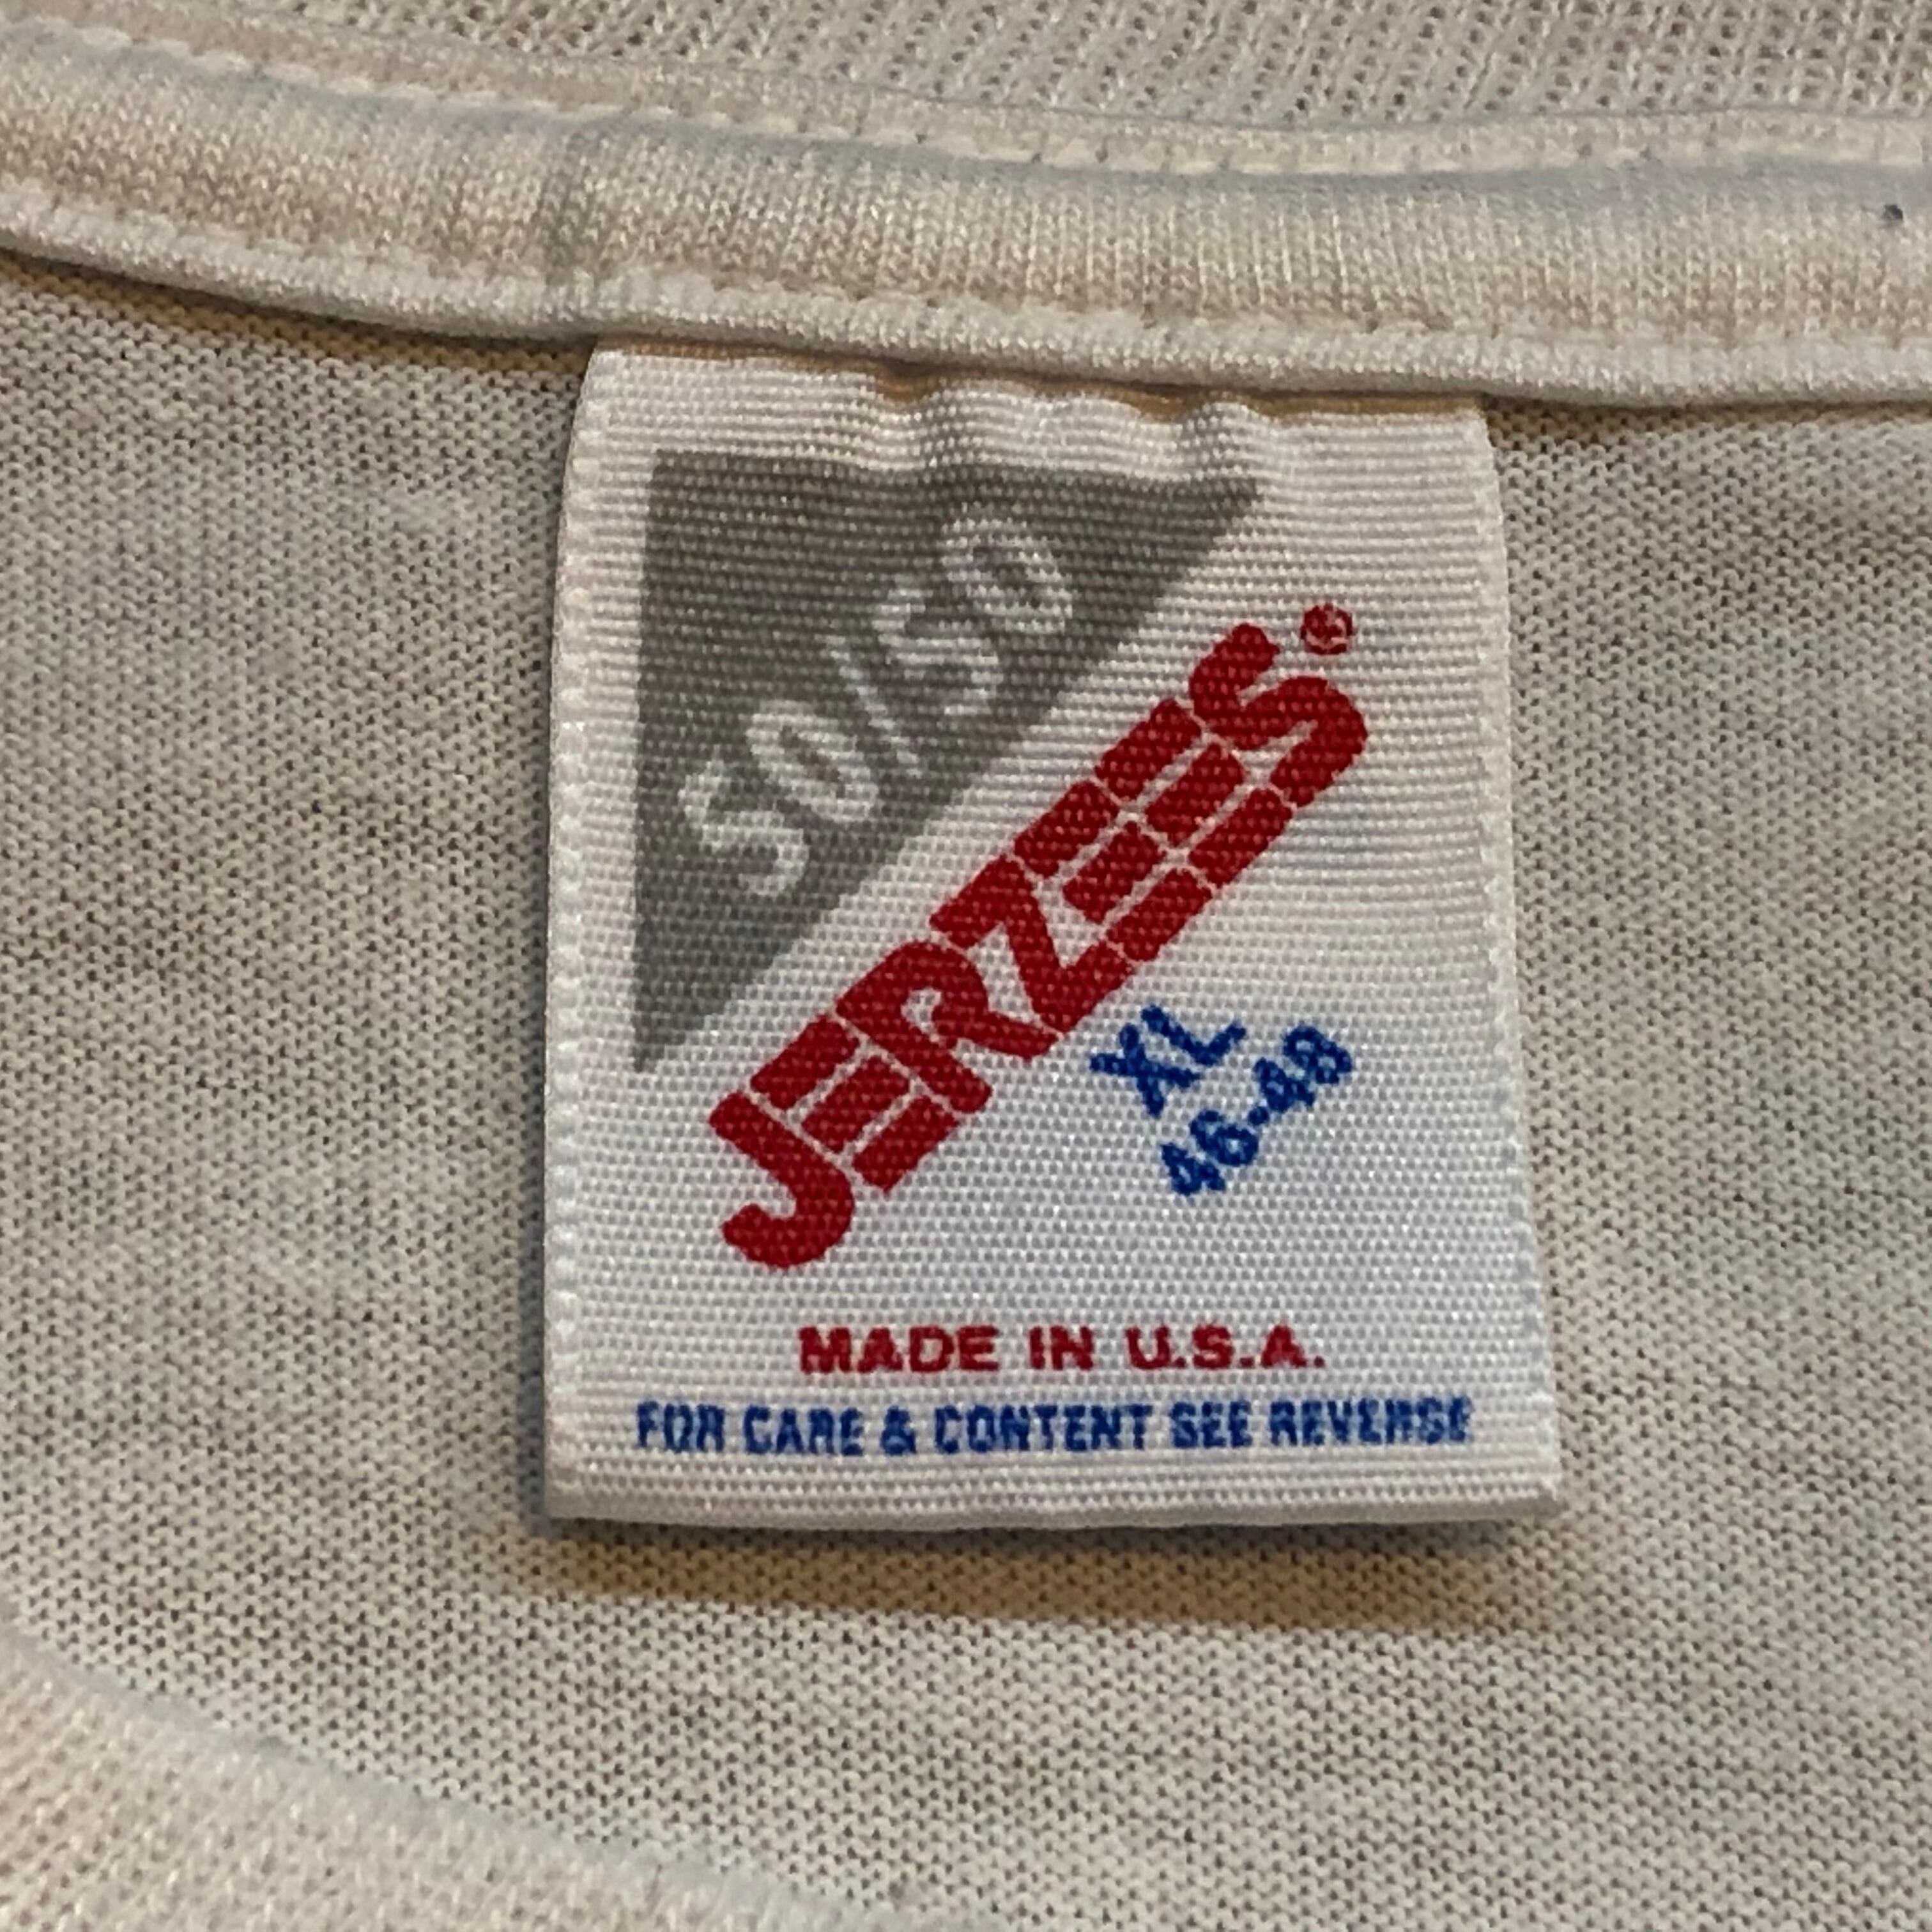 50/50
JERZEES®
XL
46-48
MADE IN U.S.A.
FOR CARE & CONTENT SEE REVERSE